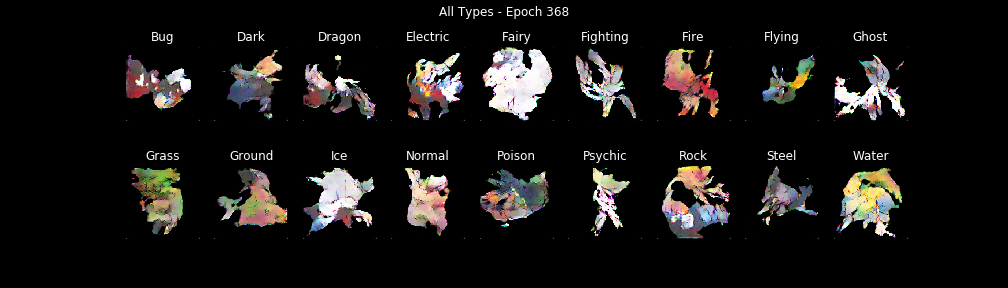 All Types - Epoch 368
Bug Dark Dragon Electric Fairy Fighting Fire Flying Ghost
Grass Ground Ice Normal Poison Psychic Rock Steel Water